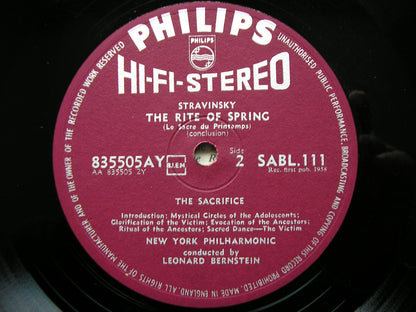 PHILIPS
PHILIPS
HI-FI-STEREO
STRAVINSKY
THE RITE OF SPRING
(Le Sacre du Printemps)
(conclusion)
835505AY
B.I.E.M.
Side
2
SABL.111
AA 835505 2Y
Rec. first pub. 1958
THE SACRIFICE
Introduction; Mystical Circles of the Adolescents;
Glorification of the Victim; Evocation of the Ancestors;
Ritual of the Ancestors; Sacred Dance—The Victim
NEW YORK PHILHARMONIC
conducted by
LEONARD BERNSTEIN
ALL RIGHTS OF THE MANUFACTURER AND OF THE OWNER OF THE RECORDED WORK RESERVED
UNAUTHORISED PUBLIC PERFORMANCE, BROADCASTING AND COPYING OF THIS RECORD PROHIBITED. MADE IN ENGLAND.